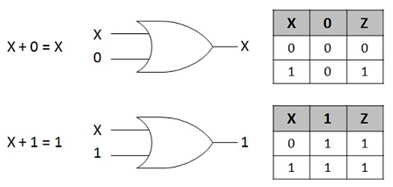 X + 0 = X
X
0
X
X 0 Z
0 0 0
1 0 1
X + 1 = 1
X
1
1
X 1 Z
0 1 1
1 1 1